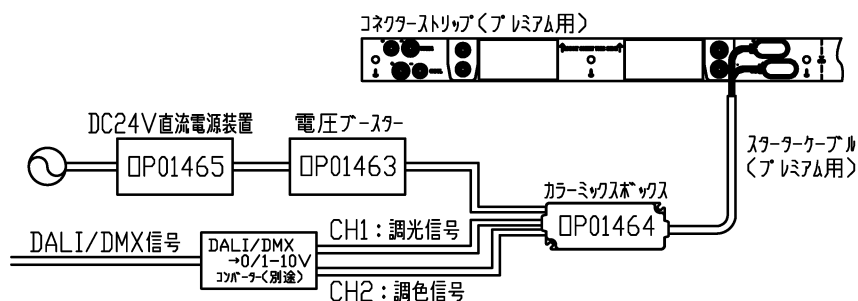 コネクターストリップ(プレミアム用)
DC24V直流電源装置
電圧ブースター
スターターケーブル
(プレミアム用)
□P01465
□P01463
カラーミックスボックス
□P01464
CH1:調光信号
DALI/DMX信号
DALI/DMX
→0/1-10V
コンバーター(別途)
CH2:調色信号